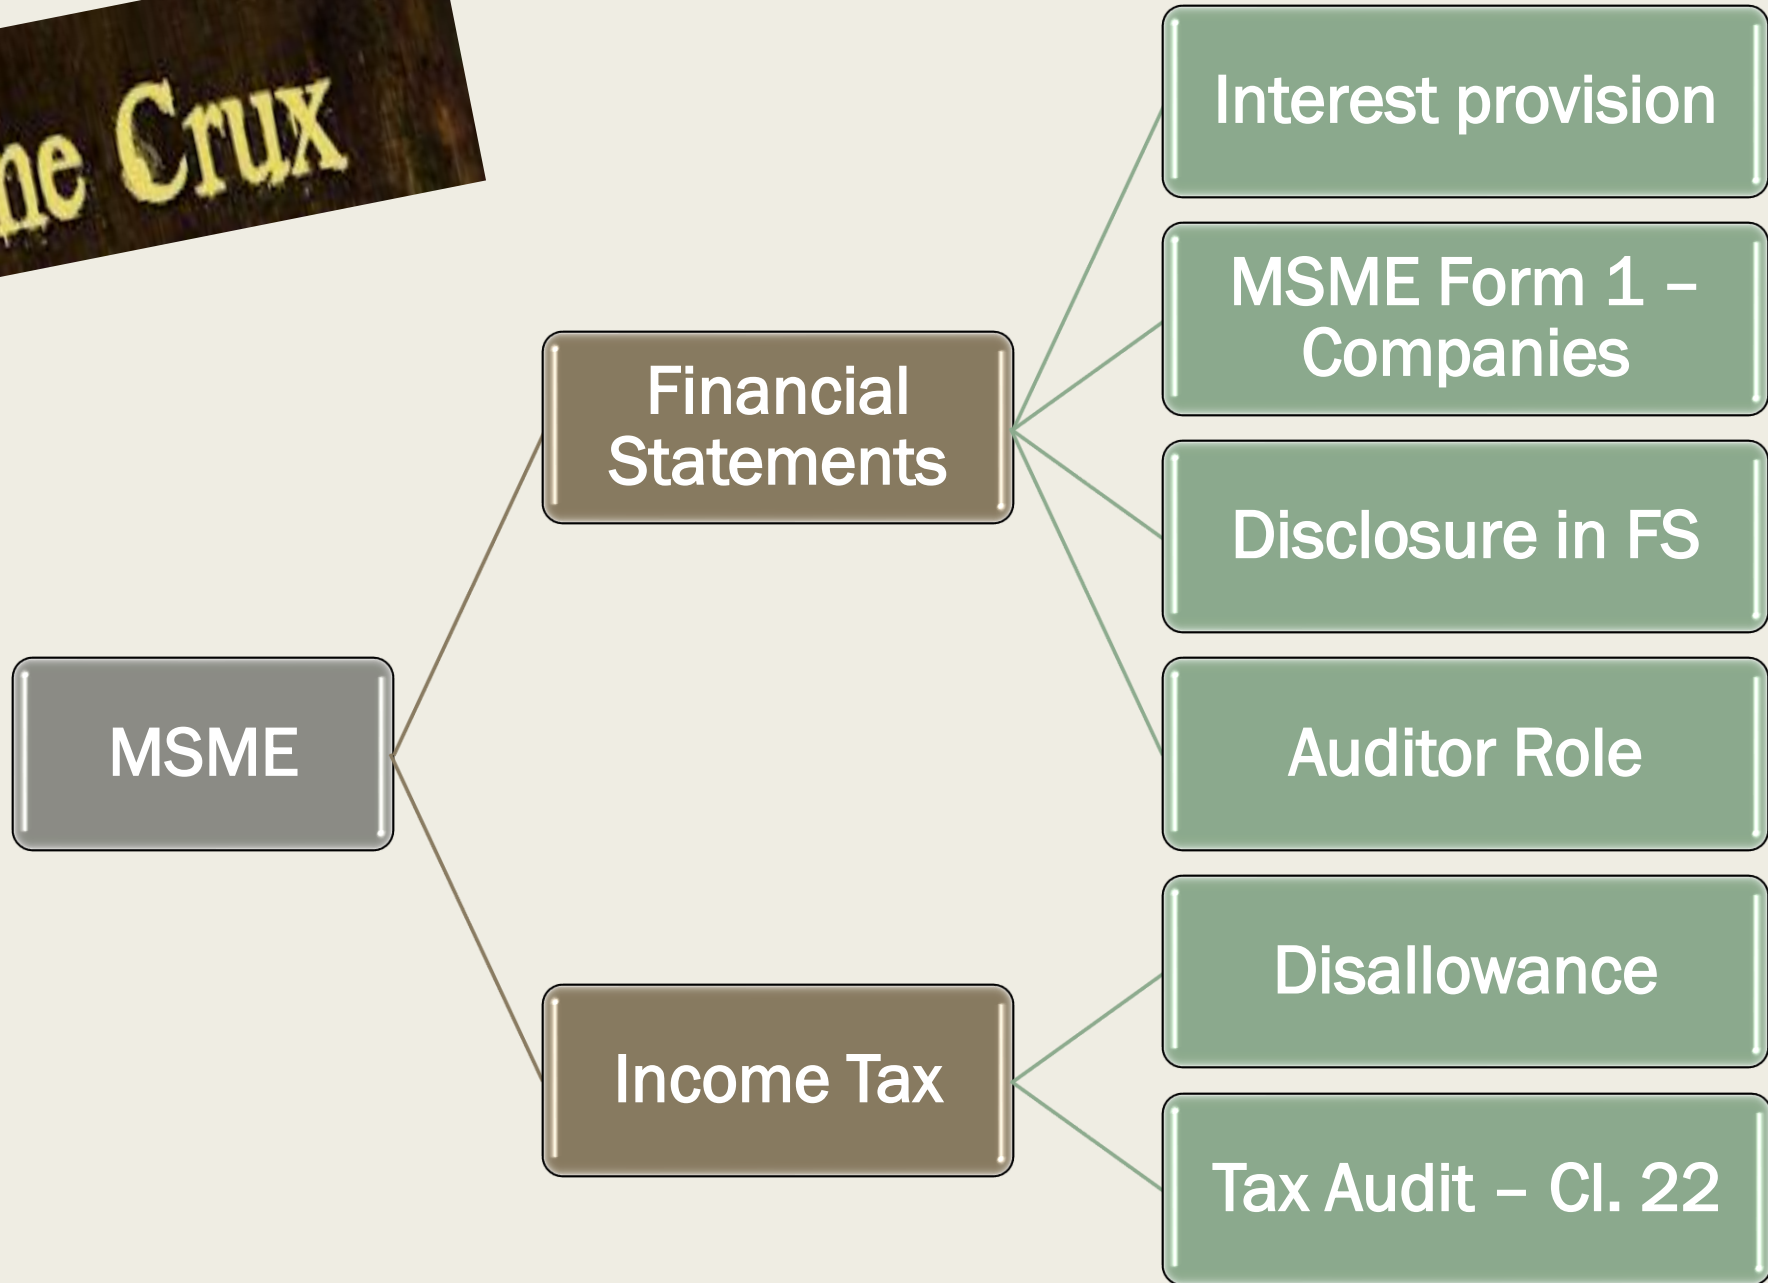 ne Crux
Interest provision
MSME Form 1 –
Companies
Financial
Statements
Disclosure in FS
MSME
Auditor Role
Disallowance
Income Tax
Tax Audit – Cl. 22